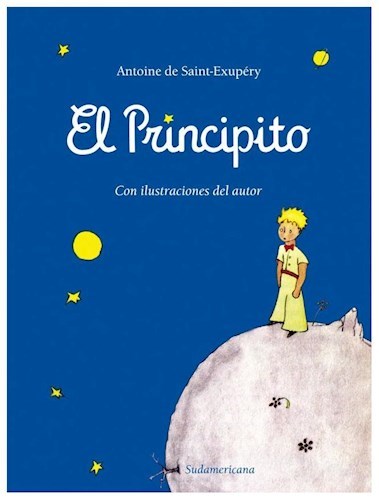 Antoine de Saint-Exupéry
El Principito
Con ilustraciones del autor
Sudamericana